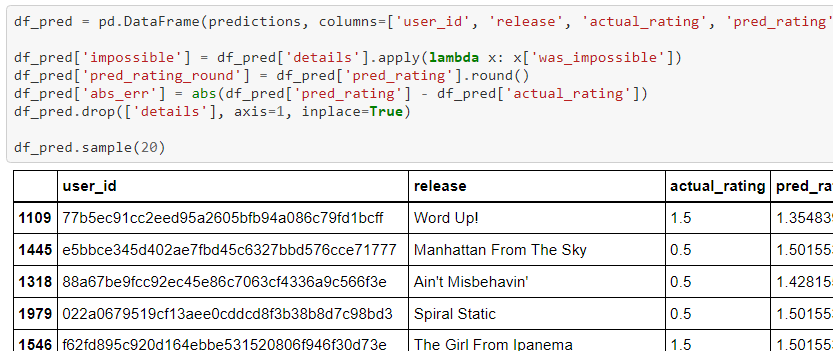 df_pred = pd.DataFrame(predictions, columns=['user_id', 'release', 'actual_rating', 'pred_rating'
df_pred['impossible'] = df_pred['details'].apply(lambda x: x['was_impossible'])
df_pred['pred_rating_round'] = df_pred['pred_rating'].round()
df_pred['abs_err'] = abs(df_pred['pred_rating'] - df_pred['actual_rating'])
df_pred.drop(['details'], axis=1, inplace=True)
df_pred.sample(20)
user_id release actual_rating pred_ra
1109 77b5ec91cc2eed95a2605bfb94a086c79fd1bcff Word Up! 1.5 1.35483
1445 e5bbce345d402ae7fbd45c6327bbd576cce71777 Manhattan From The Sky 0.5 1.50155
1318 88a67be9fcc92ec45e86c7063cf4336a9c566f3e Ain't Misbehavin' 0.5 1.42815
1979 022a0679519cf13aee0cddcd8f3b38b8d7c98bd3 Spiral Static 0.5 1.50155
1546 f62fd895c920d164ebbe531520806f946f30d73e The Girl From Ipanema 1.5 1.50155